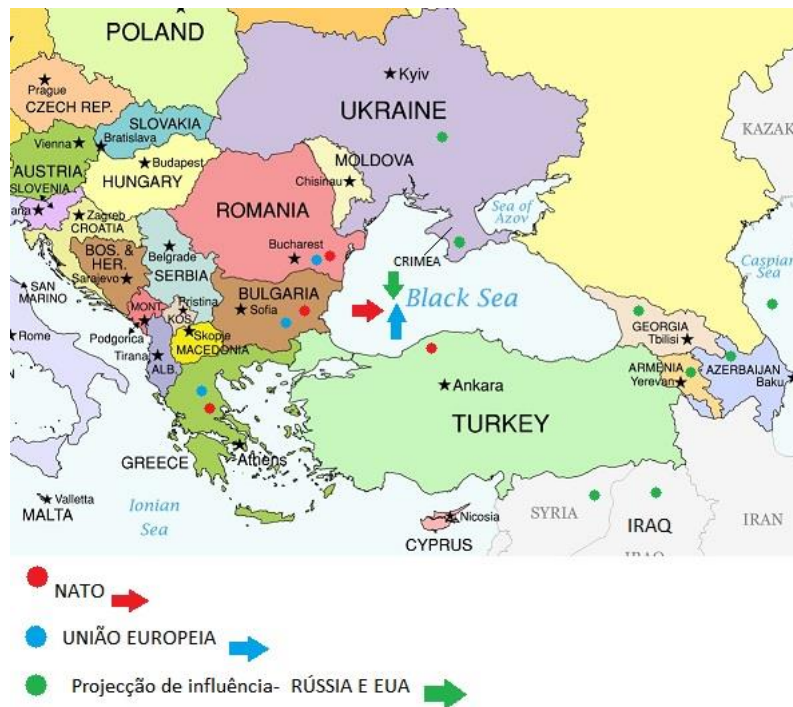 POLAND
Kyiv
Prague
CZECH REP.
UKRAINE
KAZAK
SLOVAKIA
Vienna
Bratislava
AUSTRIA
Budapest
MOLDOVA
SLOVENIA
HUNGARY
Chisinau
ana
Zagreb
CROATIA
ROMANIA
Sea of
Azov
BOS. &
HER.
Belgrade
Bucharest
CRIMEA
Caspian
Sea
SAN
MARINO
Sarajevo
SERBIA
BULGARIA
Black Sea
MONT.
Pristina
KOS.
Sofia
GEORGIA
Tbilisi
Rome
Podgorica
Skopje
MACEDONIA
Tirana
ALB.
ARMENIA
Yerevan
AZERBAIJAN
Baku
Ankara
TURKEY
GREECE
Athens
Valletta
MALTA
Ionian
Sea
Nicosia
CYPRUS
SYRIA
IRAQ
IRAN
NATO
UNIÃO EUROPEIA
Projecção de influência- RÚSSIA E EUA